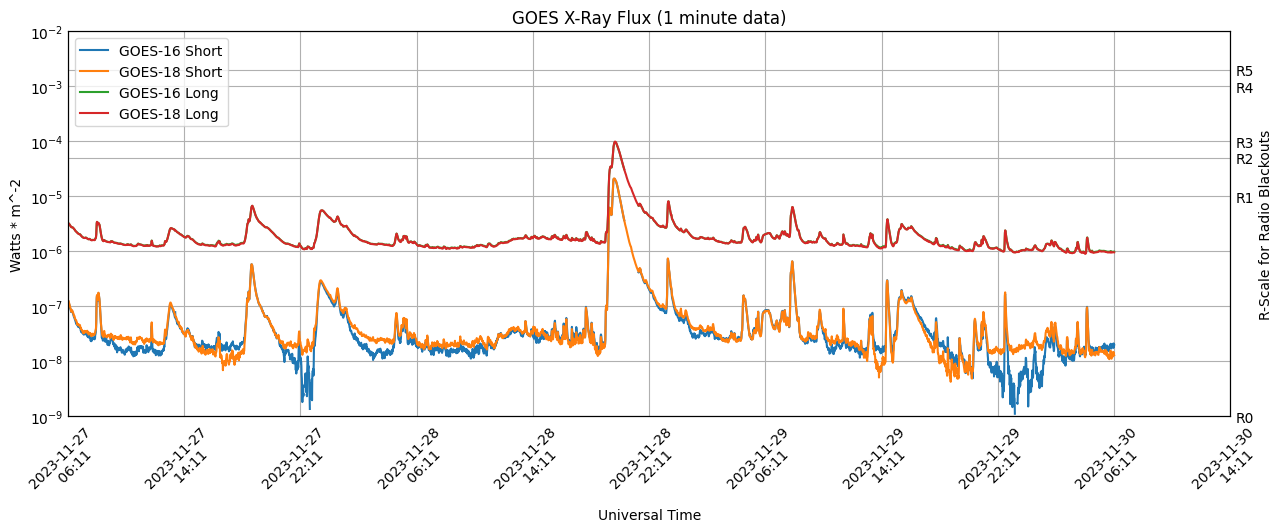 GOES X-Ray Flux (1 minute data)
GOES-16 Short
GOES-18 Short
GOES-16 Long
GOES-18 Long
10^-2
10^-3
10^-4
10^-5
10^-6
10^-7
10^-8
10^-9
Watts * m^-2
R5
R4
R3
R2
R1
R0
R-Scale for Radio Blackouts
2023-11-27
06:11
2023-11-27
14:11
2023-11-27
22:11
2023-11-28
06:11
2023-11-28
14:11
2023-11-28
22:11
2023-11-29
06:11
2023-11-29
14:11
2023-11-29
22:11
2023-11-30
06:11
2023-11-30
14:11
Universal Time